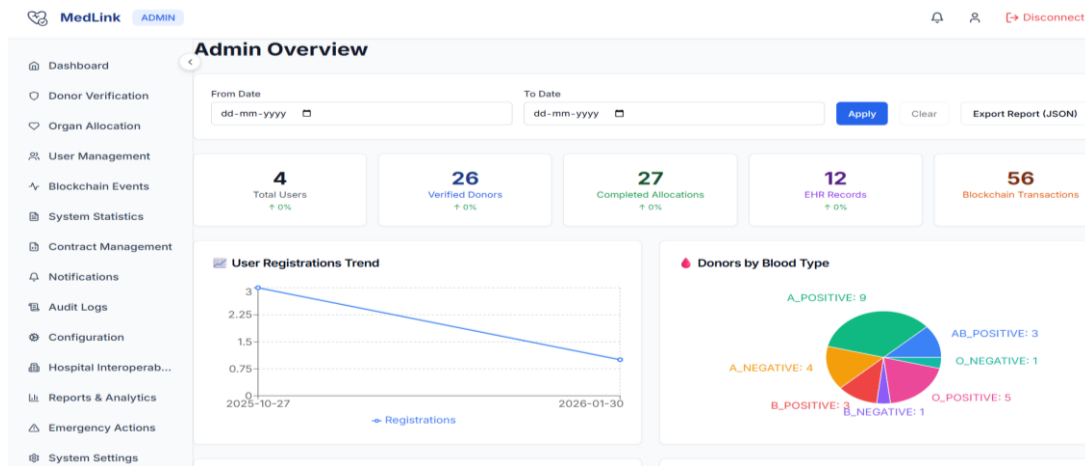 MedLink ADMIN
Disconnect
Dashboard
Donor Verification
Organ Allocation
User Management
Blockchain Events
System Statistics
Contract Management
Notifications
Audit Logs
Configuration
Hospital Interoperab...
Reports & Analytics
Emergency Actions
System Settings
Admin Overview
From Date
dd-mm-yyyy
To Date
dd-mm-yyyy
Apply
Clear
Export Report (JSON)
4
Total Users
↑ 0%
26
Verified Donors
↑ 0%
27
Completed Allocations
↑ 0%
12
EHR Records
↑ 0%
56
Blockchain Transactions
User Registrations Trend
3
2.25
1.5
0.75
0
2025-10-27
2026-01-30
Registrations
Donors by Blood Type
A_POSITIVE: 9
AB_POSITIVE: 3
O_NEGATIVE: 1
A_NEGATIVE: 4
O_POSITIVE: 5
B_POSITIVE: 3
B_NEGATIVE: 1